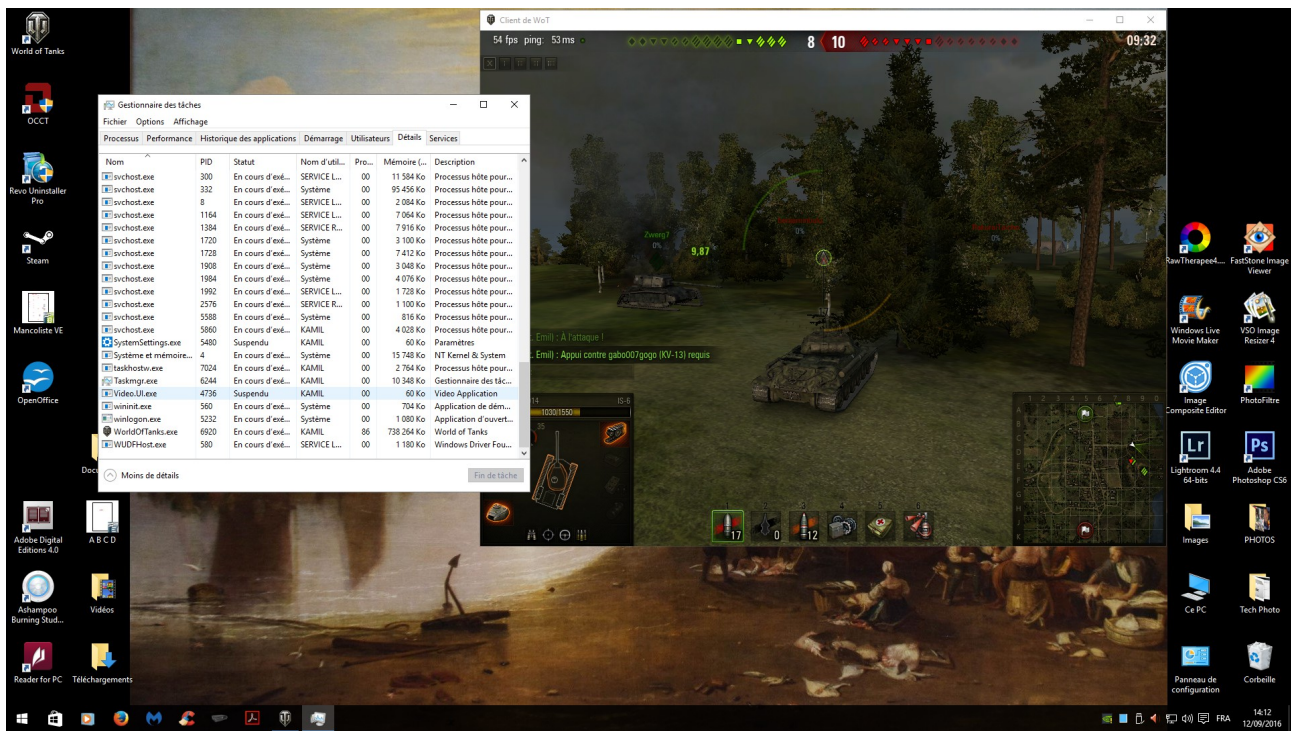 World of Tanks
OCCT
Revo Uninstaller
Pro
Steam
Mancoliste VE
OpenOffice
Docu
Adobe Digital
Editions 4.0
A B C D
Ashampoo
Burning Stud...
Vidéos
Reader for PC
Téléchargements
Gestionnaire des tâches
Fichier Options Affichage
Processus Performance Historique des applications Démarrage Utilisateurs Détails Services
Nom PID Statut Nom d'util... Pro... Mémoire (... Description
svchost.exe 300 En cours d'exé... SERVICE L... 00 11 584 Ko Processus hôte pour...
svchost.exe 332 En cours d'exé... Système 00 95 456 Ko Processus hôte pour...
svchost.exe 8 En cours d'exé... SERVICE L... 00 2 084 Ko Processus hôte pour...
svchost.exe 1164 En cours d'exé... SERVICE L... 00 7 064 Ko Processus hôte pour...
svchost.exe 1384 En cours d'exé... SERVICE R... 00 7 916 Ko Processus hôte pour...
svchost.exe 1720 En cours d'exé... Système 00 3 100 Ko Processus hôte pour...
svchost.exe 1728 En cours d'exé... Système 00 7 412 Ko Processus hôte pour...
svchost.exe 1908 En cours d'exé... Système 00 3 048 Ko Processus hôte pour...
svchost.exe 1984 En cours d'exé... Système 00 4 076 Ko Processus hôte pour...
svchost.exe 1992 En cours d'exé... SERVICE L... 00 1 728 Ko Processus hôte pour...
svchost.exe 2576 En cours d'exé... SERVICE R... 00 1 100 Ko Processus hôte pour...
svchost.exe 5588 En cours d'exé... Système 00 816 Ko Processus hôte pour...
svchost.exe 5860 En cours d'exé... KAMIL 00 4 028 Ko Processus hôte pour...
SystemSettings.exe 5480 Suspendu KAMIL 00 60 Ko Paramètres
Système et mémoire... 4 En cours d'exé... Système 00 15 748 Ko NT Kernel & System
taskhostw.exe 7024 En cours d'exé... KAMIL 00 2 764 Ko Processus hôte pour...
Taskmgr.exe 6244 En cours d'exé... KAMIL 00 10 348 Ko Gestionnaire des tâc...
Video.UI.exe 4736 Suspendu KAMIL 00 60 Ko Video Application
wininit.exe 560 En cours d'exé... Système 00 704 Ko Application de dém...
winlogon.exe 5232 En cours d'exé... Système 00 1 080 Ko Application d'ouvert...
WorldOfTanks.exe 6920 En cours d'exé... KAMIL 86 738 264 Ko World of Tanks
WUDFHost.exe 580 En cours d'exé... SERVICE L... 00 1 180 Ko Windows Driver Fou...
Moins de détails
Fin de tâche
Client de WoT
54 fps ping: 53 ms
8 10
09:32
Zwerg7
0%
9,87
0%
0%
Emil) : À l'attaque !
Emil) : Appui contre gabo007gogo (KV-13) requis
14 IS-6
1030/1550
35
17 0 12
1 2 3 4 5 6 7 8 9 0
RawTherapee4....
FastStone Image
Viewer
Windows Live
Movie Maker
VSO Image
Resizer 4
Image
Composite Editor
PhotoFiltre
Lr
Ps
Lightroom 4.4
64-bits
Adobe
Photoshop CS6
Images
PHOTOS
Ce PC
Tech Photo
Panneau de
configuration
Corbeille
FRA
14:12
12/09/2016